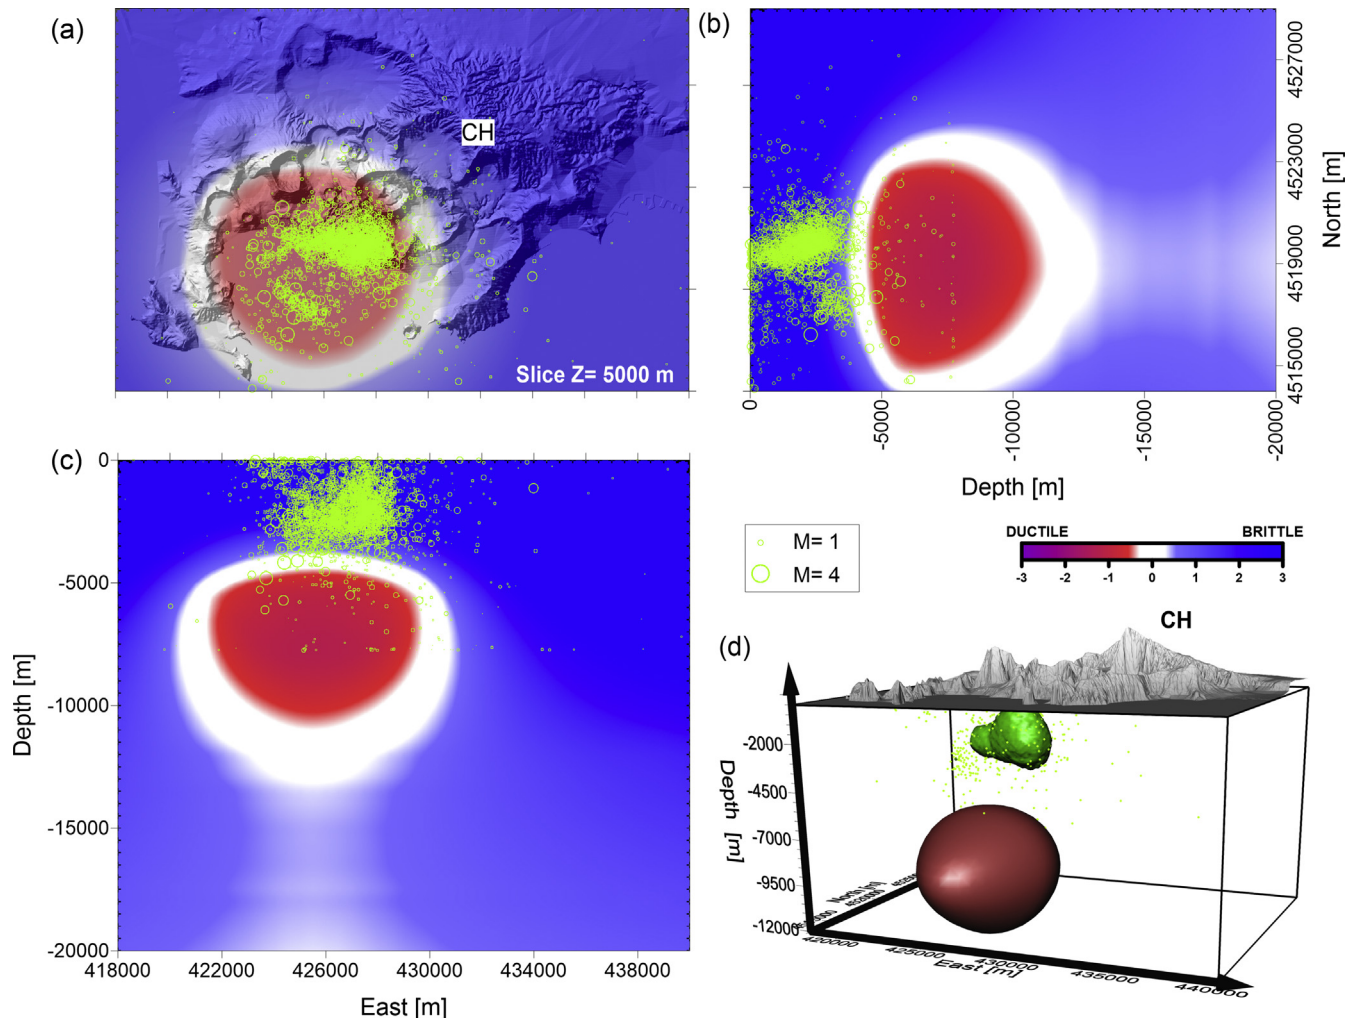 (a)
CH
Slice Z= 5000 m
(b)
4527000
4523000
4519000
4515000
North [m]
0
-5000
-10000
-15000
-20000
Depth [m]
(c)
0
-5000
-10000
-15000
-20000
Depth [m]
418000 422000 426000 430000 434000 438000
East [m]
M= 1
M= 4
DUCTILE BRITTLE
-3 -2 -1 0 1 2 3
CH
(d)
-2000
-4500
-7000
-9500
-12000
Depth [m]
North [m]
420000 425000 430000 435000 440000
East [m]